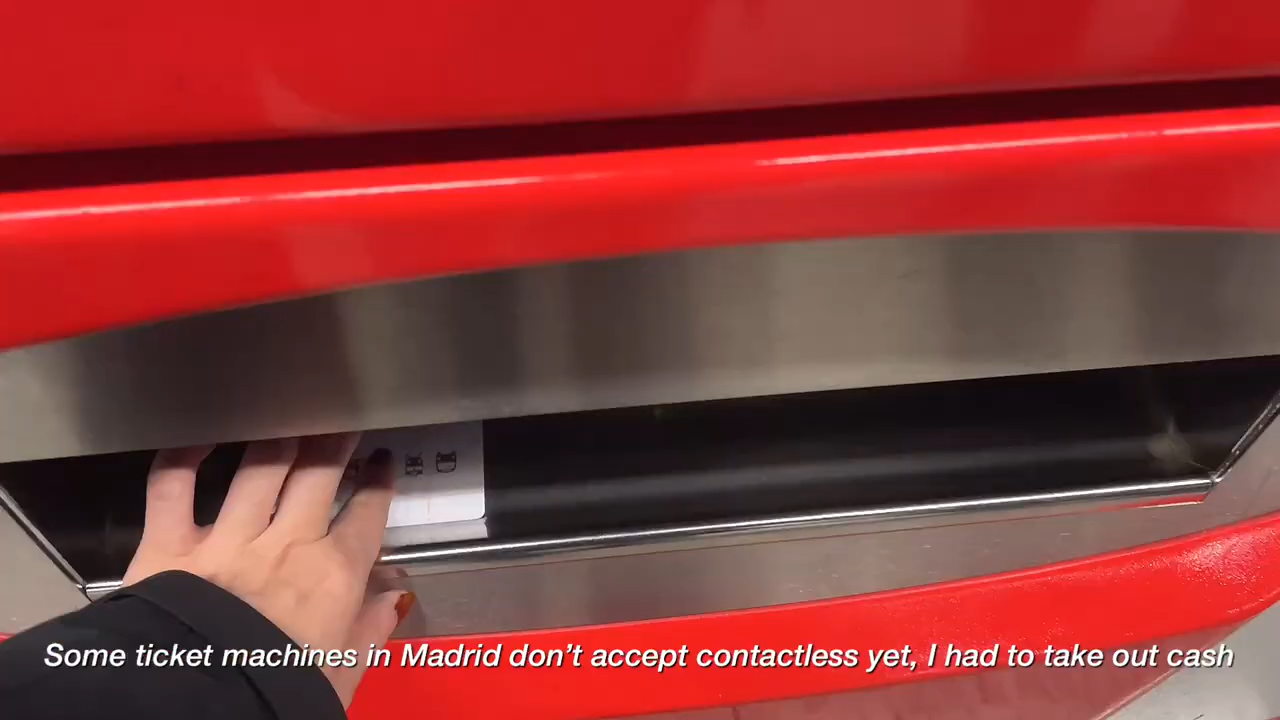 Some ticket machines in Madrid don’t accept contactless yet, I had to take out cash